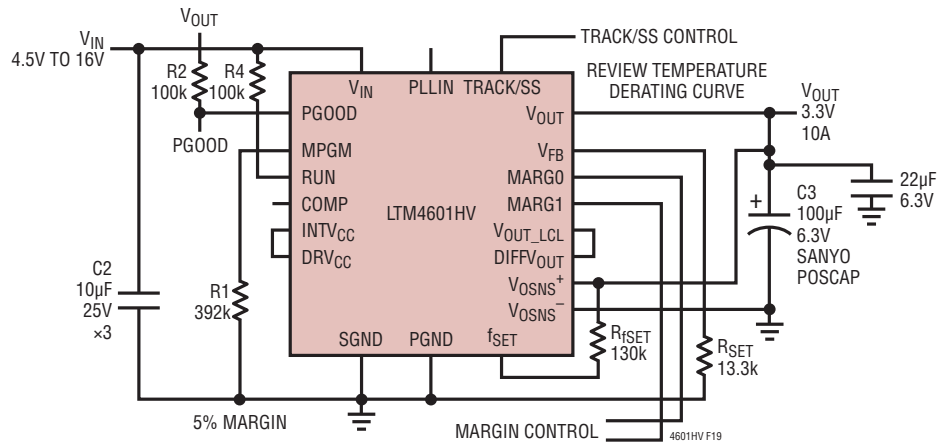 V_OUT
V_IN
4.5V TO 16V
R2
100k
R4
100k
TRACK/SS CONTROL
REVIEW TEMPERATURE
DERATING CURVE
V_IN
PLLIN
TRACK/SS
PGOOD
PGOOD
MPGM
RUN
COMP
INTV_CC
DRV_CC
LTM4601HV
V_OUT
V_FB
MARG0
MARG1
V_OUT_LCL
DIFFV_OUT
V_OSNS+
V_OSNS–
SGND
PGND
f_SET
V_OUT
3.3V
10A
+
C3
100µF
6.3V
SANYO
POSCAP
22µF
6.3V
C2
10µF
25V
×3
R1
392k
R_fSET
130k
R_SET
13.3k
5% MARGIN
MARGIN CONTROL
4601HV F19